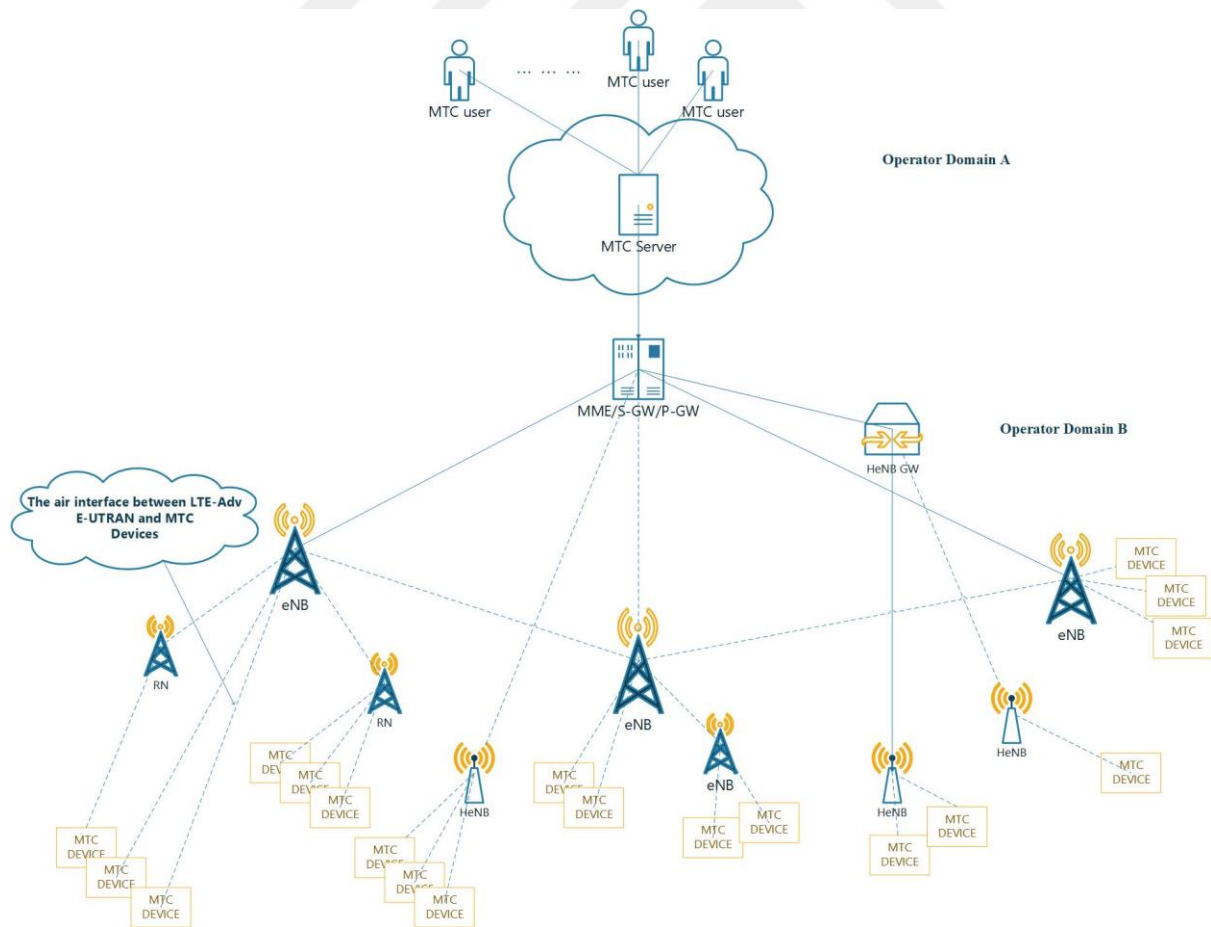 ... ... ...
MTC user
MTC user
MTC user
Operator Domain A
MTC Server
MME/S-GW/P-GW
Operator Domain B
HeNB GW
The air interface between LTE-Adv
E-UTRAN and MTC
Devices
eNB
RN
RN
eNB
eNB
eNB
HeNB
HeNB
HeNB
MTC
DEVICE
MTC
DEVICE
MTC
DEVICE
MTC
DEVICE
MTC
DEVICE
MTC
DEVICE
MTC
DEVICE
MTC
DEVICE
MTC
DEVICE
MTC
DEVICE
MTC
DEVICE
MTC
DEVICE
MTC
DEVICE
MTC
DEVICE
MTC
DEVICE
MTC
DEVICE
MTC
DEVICE
MTC
DEVICE
MTC
DEVICE